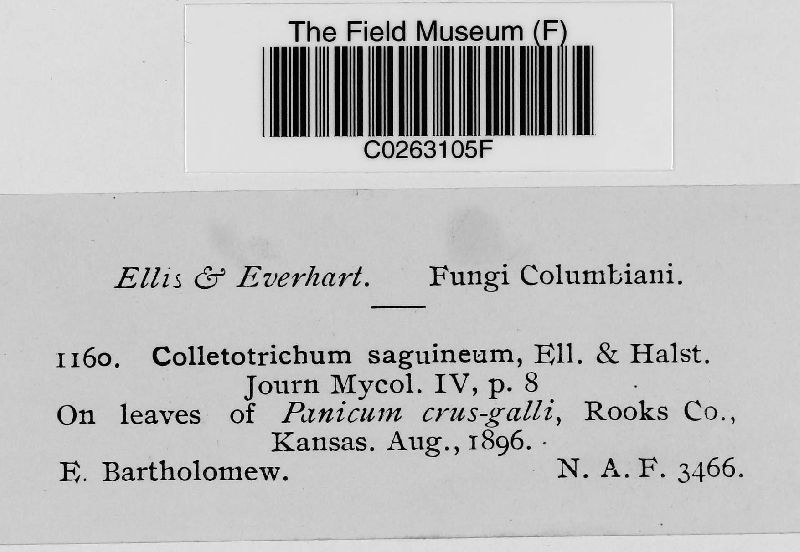 The Field Museum (F)
C0263105F
Ellis & Everhart. Fungi Columbiani.
1160. Colletotrichum saguineum, Ell. & Halst.
Journ Mycol. IV, p. 8
On leaves of Panicum crus-galli, Rooks Co.,
Kansas. Aug., 1896.
E. Bartholomew. N. A. F. 3466.